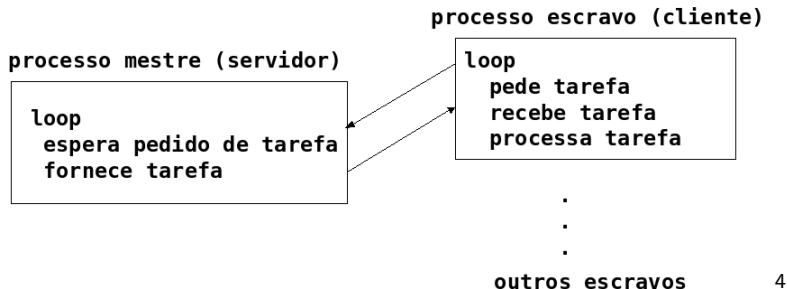 processo escravo (cliente)
processo mestre (servidor)
loop
pede tarefa
recebe tarefa
processa tarefa
loop
espera pedido de tarefa
fornece tarefa
.
.
.
outros escravos
4